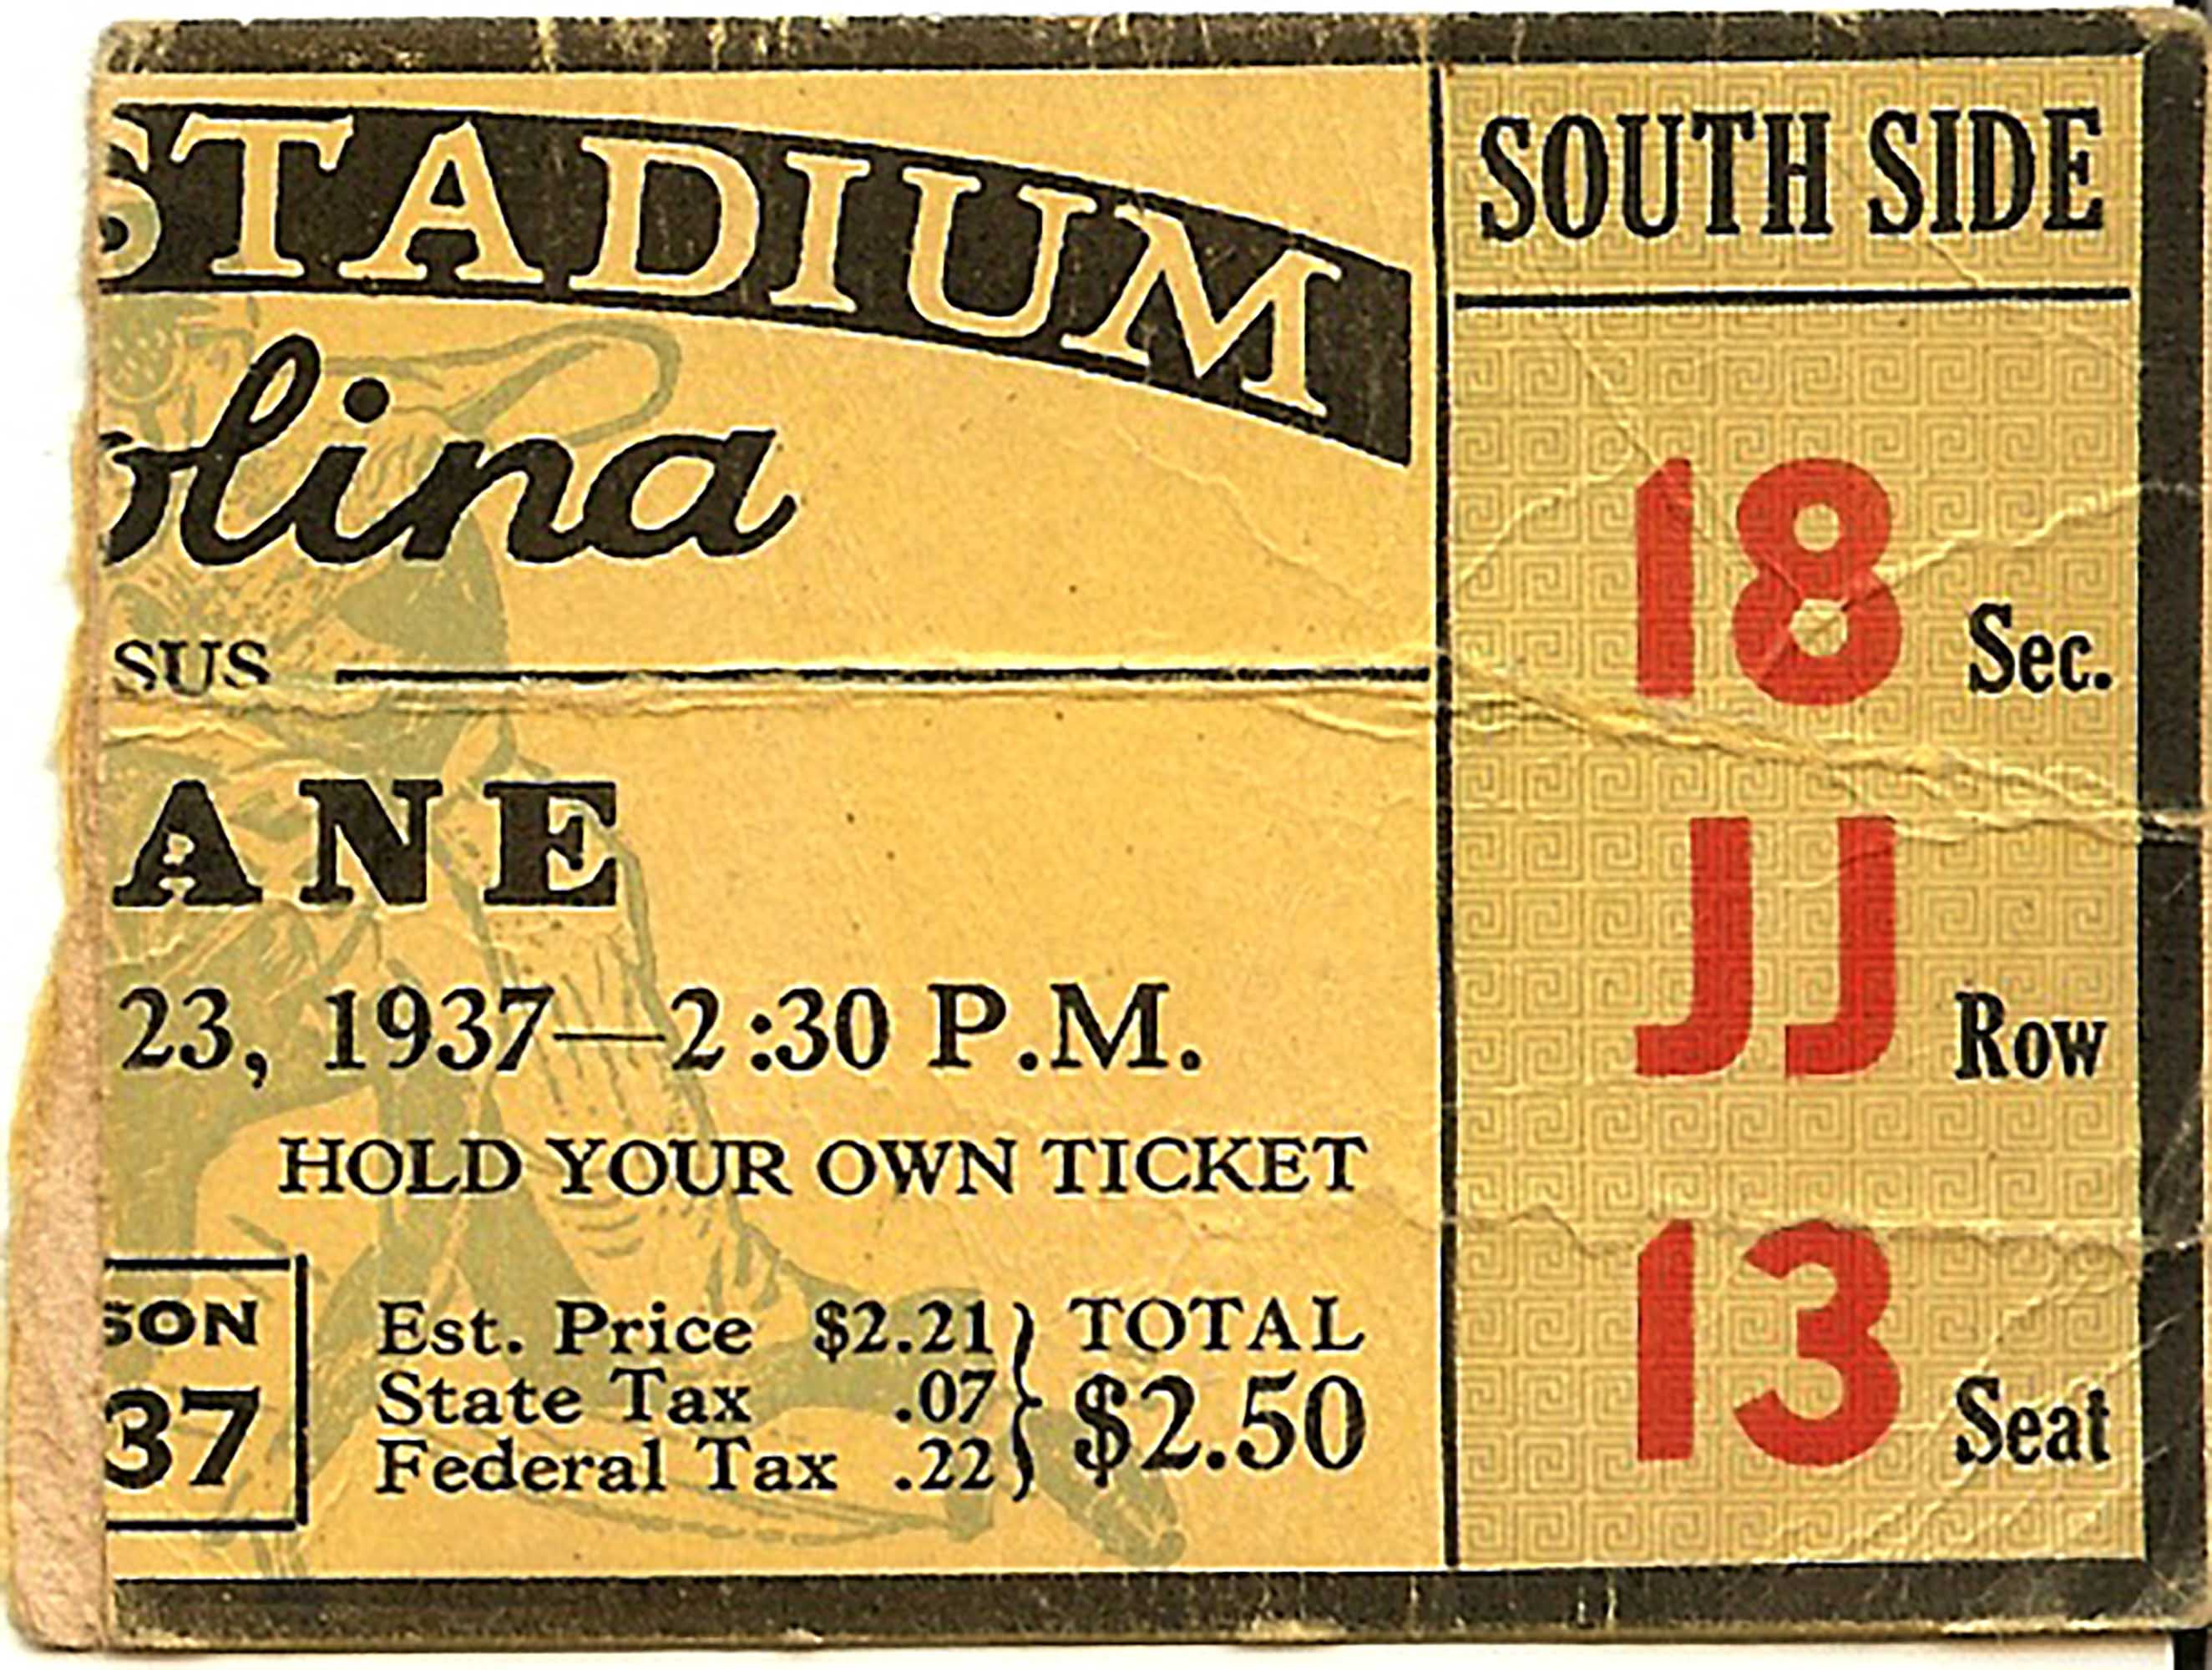 STADIUM
olina
SUS
ANE
23, 1937—2:30 P.M.
HOLD YOUR OWN TICKET
SON
37
Est. Price $2.21
State Tax .07
Federal Tax .22
TOTAL
$2.50
SOUTH SIDE
18 Sec.
JJ Row
13 Seat